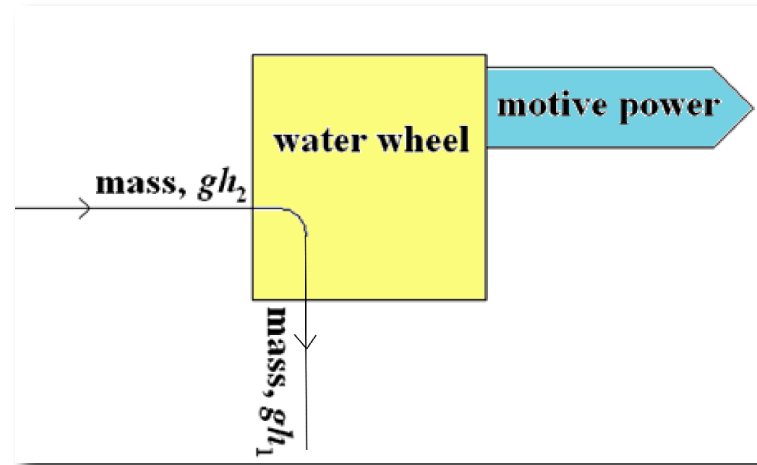 motive power
water wheel
mass, gh₂
mass, gh₁